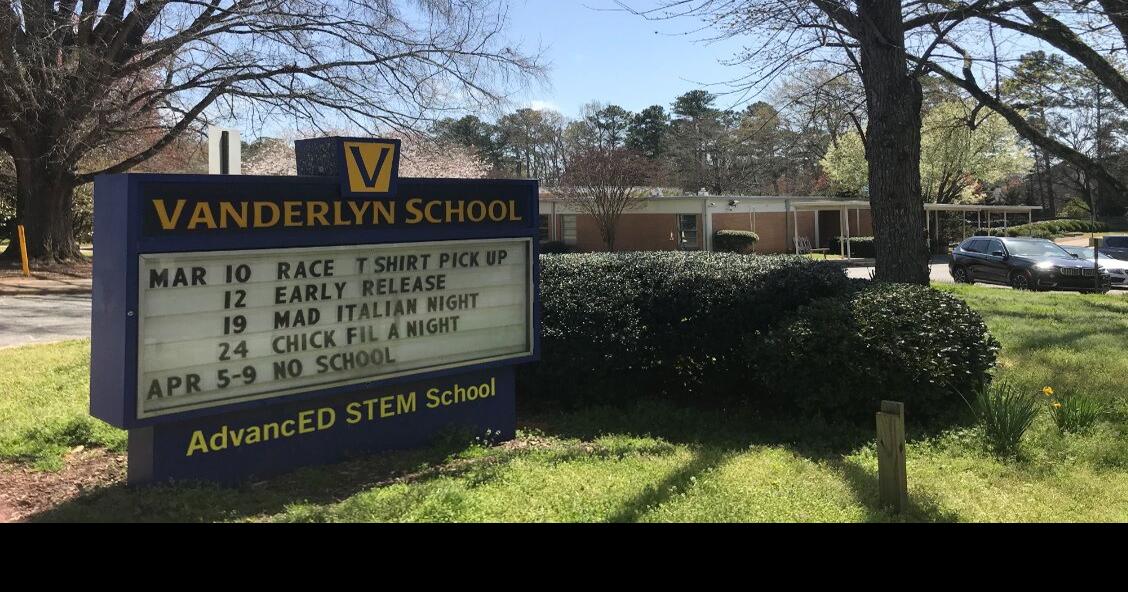 V
VANDERLYN SCHOOL
MAR 10 RACE T SHIRT PICK UP
12 EARLY RELEASE
19 MAD ITALIAN NIGHT
24 CHICK FIL A NIGHT
APR 5-9 NO SCHOOL
AdvancED STEM School